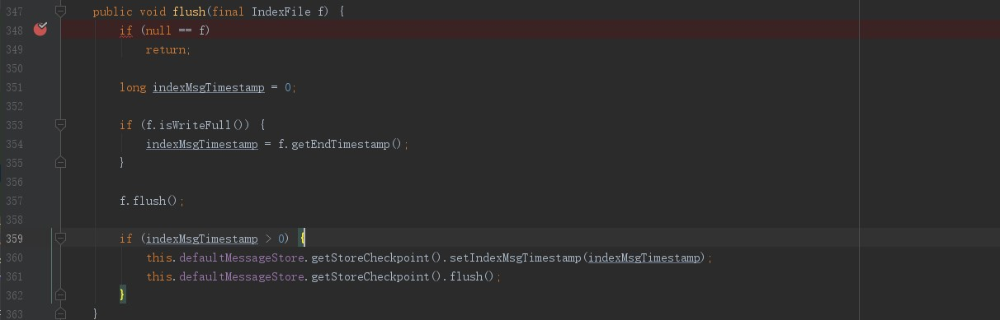 347 public void flush(final IndexFile f) {
348 if (null == f)
349 return;
350
351 long indexMsgTimestamp = 0;
352
353 if (f.isWriteFull()) {
354 indexMsgTimestamp = f.getEndTimestamp();
355 }
356
357 f.flush();
358
359 if (indexMsgTimestamp > 0) {
360 this.defaultMessageStore.getStoreCheckpoint().setIndexMsgTimestamp(indexMsgTimestamp);
361 this.defaultMessageStore.getStoreCheckpoint().flush();
362 }
363 }